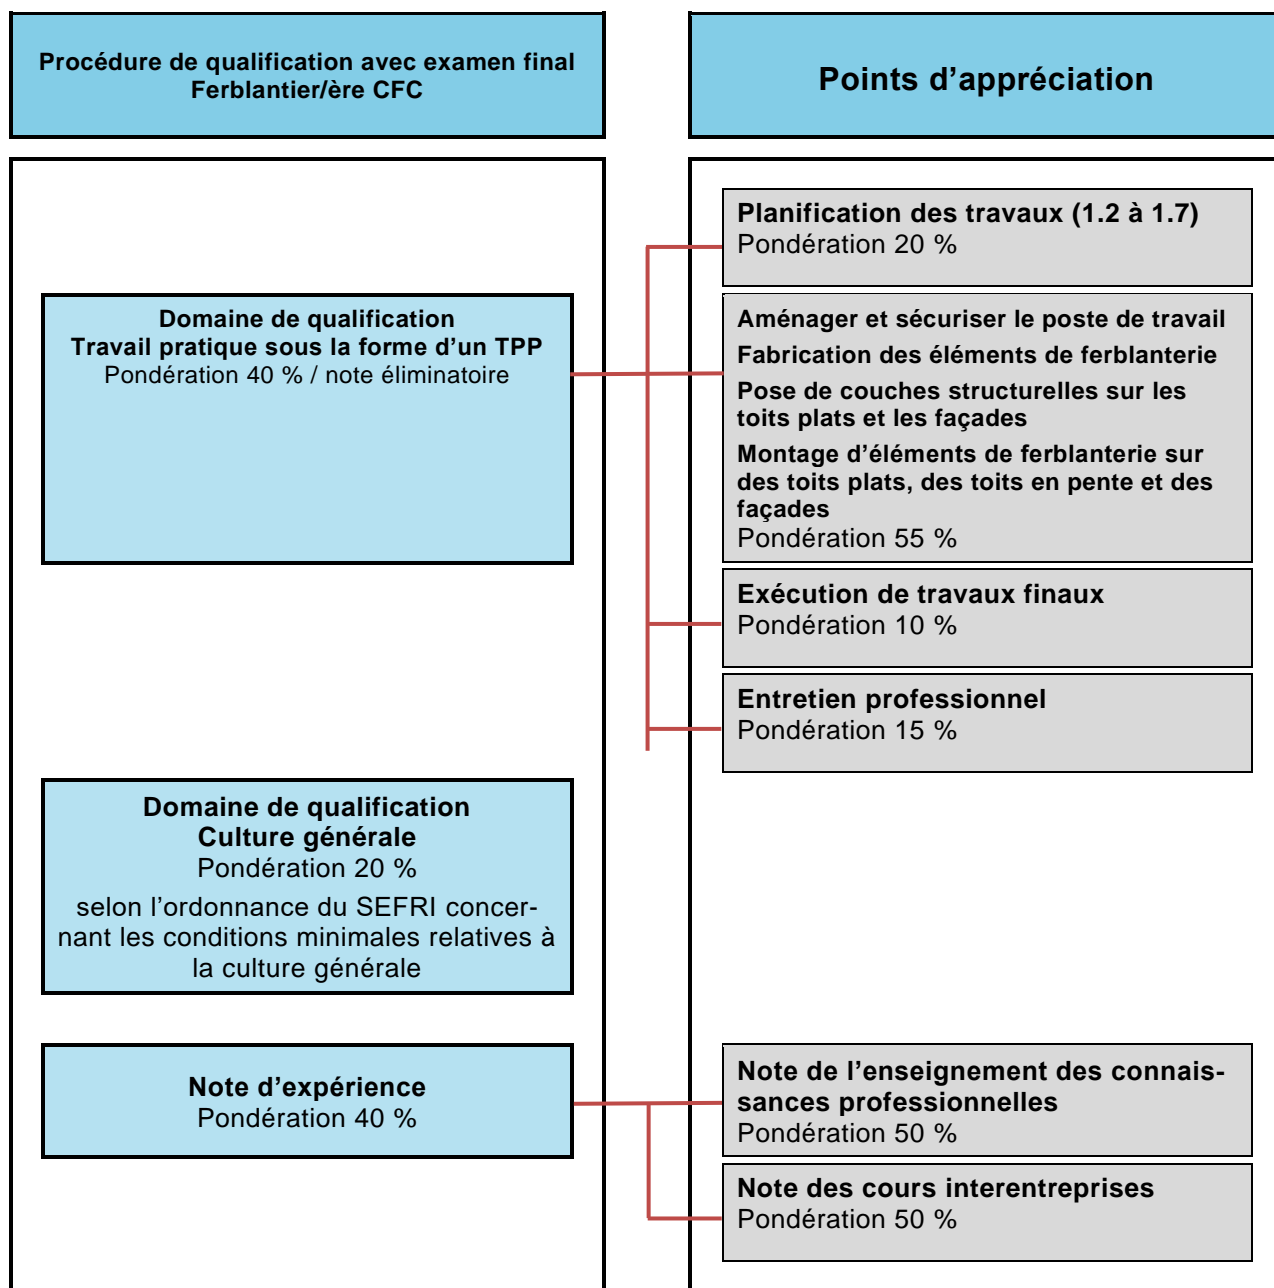 Procédure de qualification avec examen final
Ferblantier/ère CFC
Points d'appréciation
Planification des travaux (1.2 à 1.7)
Pondération 20 %
Domaine de qualification
Travail pratique sous la forme d'un TPP
Pondération 40 % / note éliminatoire
Aménager et sécuriser le poste de travail
Fabrication des éléments de ferblanterie
Pose de couches structurelles sur les
toits plats et les façades
Montage d'éléments de ferblanterie sur
des toits plats, des toits en pente et des
façades
Pondération 55 %
Exécution de travaux finaux
Pondération 10 %
Entretien professionnel
Pondération 15 %
Domaine de qualification
Culture générale
Pondération 20 %
selon l'ordonnance du SEFRI concer-
nant les conditions minimales relatives à
la culture générale
Note d'expérience
Pondération 40 %
Note de l'enseignement des connais-
sances professionnelles
Pondération 50 %
Note des cours interentreprises
Pondération 50 %